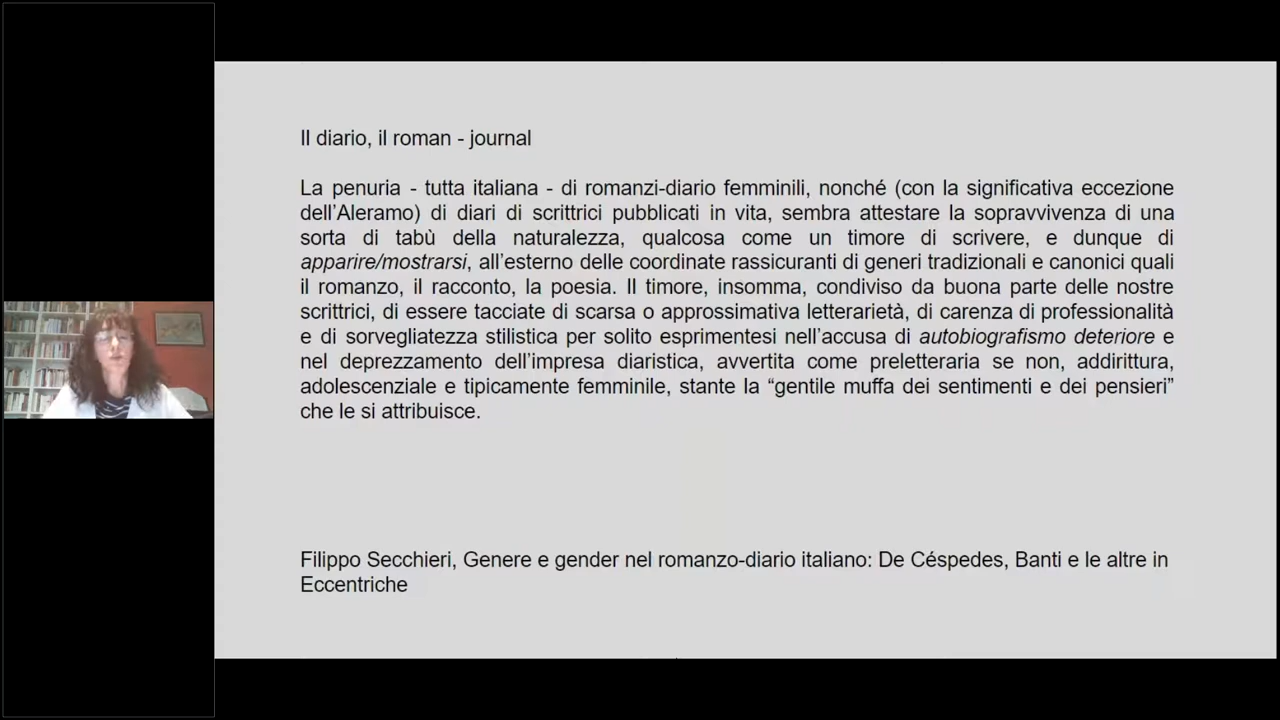 Il diario, il roman - journal
La penuria - tutta italiana - di romanzi-diario femminili, nonché (con la significativa eccezione
dell’Aleramo) di diari di scrittrici pubblicati in vita, sembra attestare la sopravvivenza di una
sorta di tabù della naturalezza, qualcosa come un timore di scrivere, e dunque di
apparire/mostrarsi, all’esterno delle coordinate rassicuranti di generi tradizionali e canonici quali
il romanzo, il racconto, la poesia. Il timore, insomma, condiviso da buona parte delle nostre
scrittrici, di essere tacciate di scarsa o approssimativa letterarietà, di carenza di professionalità
e di sorvegliatezza stilistica per solito esprimentesi nell’accusa di autobiografismo deteriore e
nel deprezzamento dell’impresa diaristica, avvertita come preletteraria se non, addirittura,
adolescenziale e tipicamente femminile, stante la “gentile muffa dei sentimenti e dei pensieri”
che le si attribuisce.
Filippo Secchieri, Genere e gender nel romanzo-diario italiano: De Céspedes, Banti e le altre in
Eccentriche